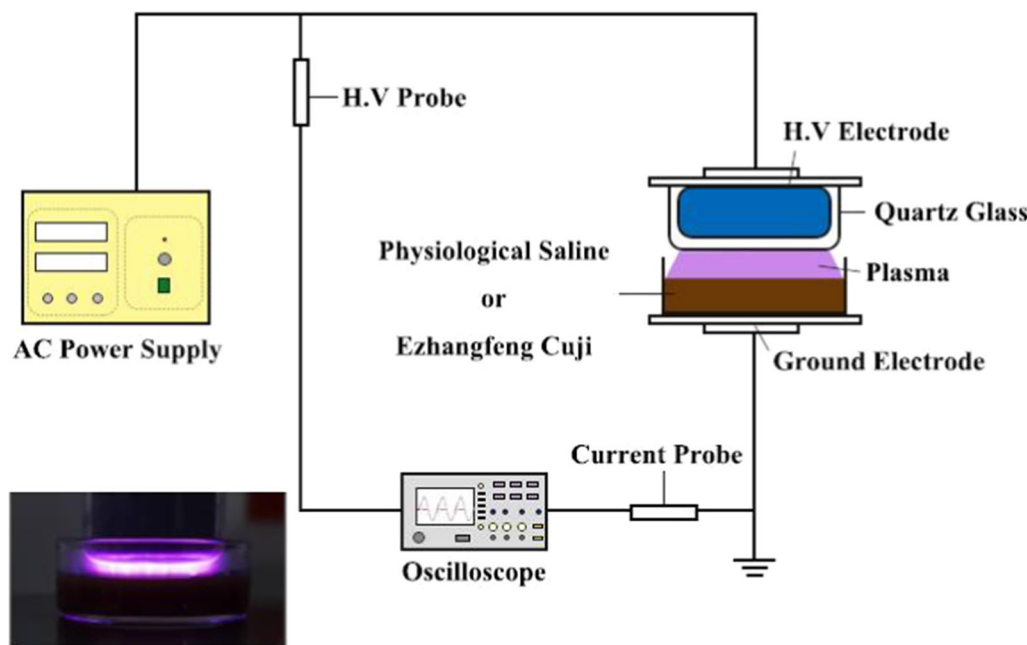 H.V Probe
H.V Electrode
Quartz Glass
Physiological Saline
or
Ezhangfeng Cuji
Plasma
AC Power Supply
Ground Electrode
Current Probe
Oscilloscope